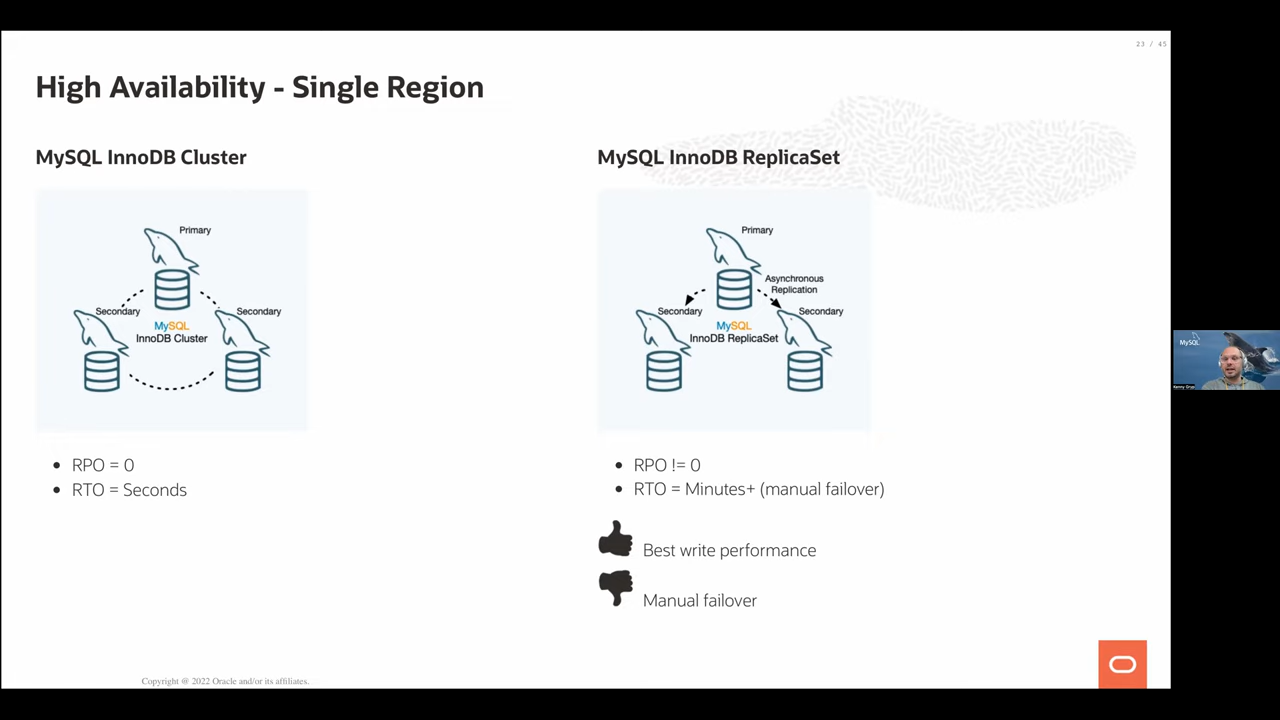 23 / 45
High Availability - Single Region
MySQL InnoDB Cluster
Primary
Secondary
Secondary
MySQL
InnoDB Cluster
• RPO = 0
• RTO = Seconds
MySQL InnoDB ReplicaSet
Primary
Asynchronous
Replication
Secondary
Secondary
MySQL
InnoDB ReplicaSet
• RPO != 0
• RTO = Minutes+ (manual failover)
Best write performance
Manual failover
MySQL
Kenny Gryp
Copyright @ 2022 Oracle and/or its affiliates.